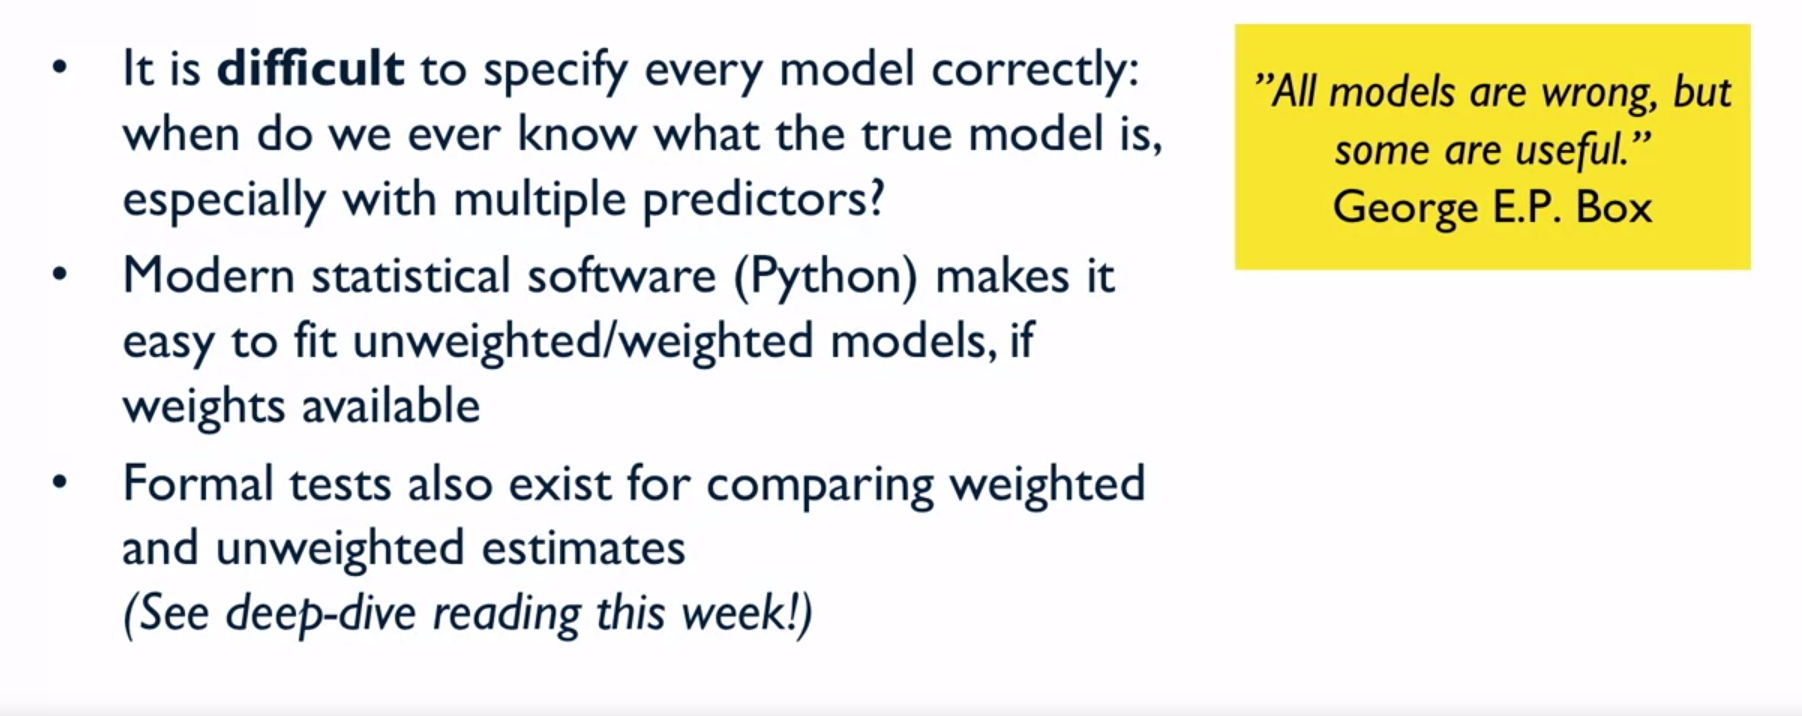 • It is difficult to specify every model correctly:
when do we ever know what the true model is,
especially with multiple predictors?
• Modern statistical software (Python) makes it
easy to fit unweighted/weighted models, if
weights available
• Formal tests also exist for comparing weighted
and unweighted estimates
(See deep-dive reading this week!)
”All models are wrong, but
some are useful.”
George E.P. Box